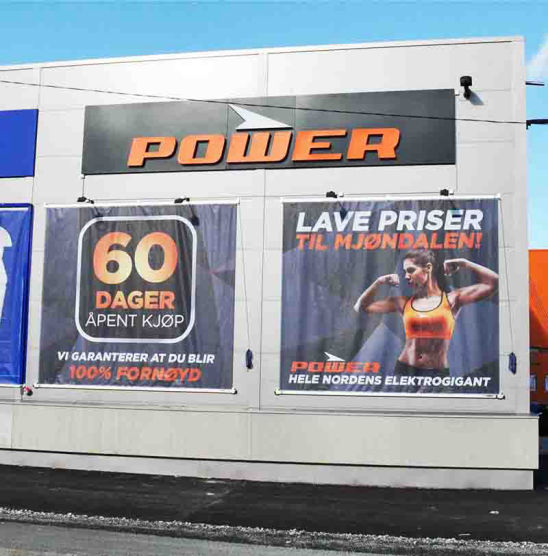 POWER
60
DAGER
ÅPENT KJØP
VI GARANTERER AT DU BLIR
100% FORNØYD
LAVE PRISER
TIL MJØNDALEN!
POWER
HELE NORDENS ELEKTROGIGANT